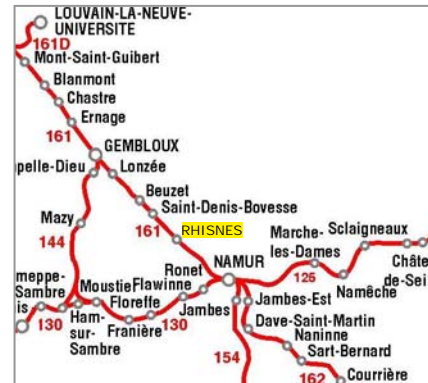 LOUVAIN-LA-NEUVE-
UNIVERSITE
161D
Mont-Saint-Guibert
Blanmont
Chastre
Ernage
161
GEMBLOUX
pelle-Dieu
Lonzée
Beuzet
Saint-Denis-Bovesse
Mazy
161
RHISNES
144
Marche-
les-Dames
Sclaigneaux
Châte
de-Sei
Ronet
NAMUR
125
Namêche
meppe-
Sambre
is
130
Moustie
Flawinne
Floreffe
Ham-
sur-
Sambre
Franière
130
Jambes
Jambes-Est
Dave-Saint-Martin
Naninne
Sart-Bernard
154
162
Courrière